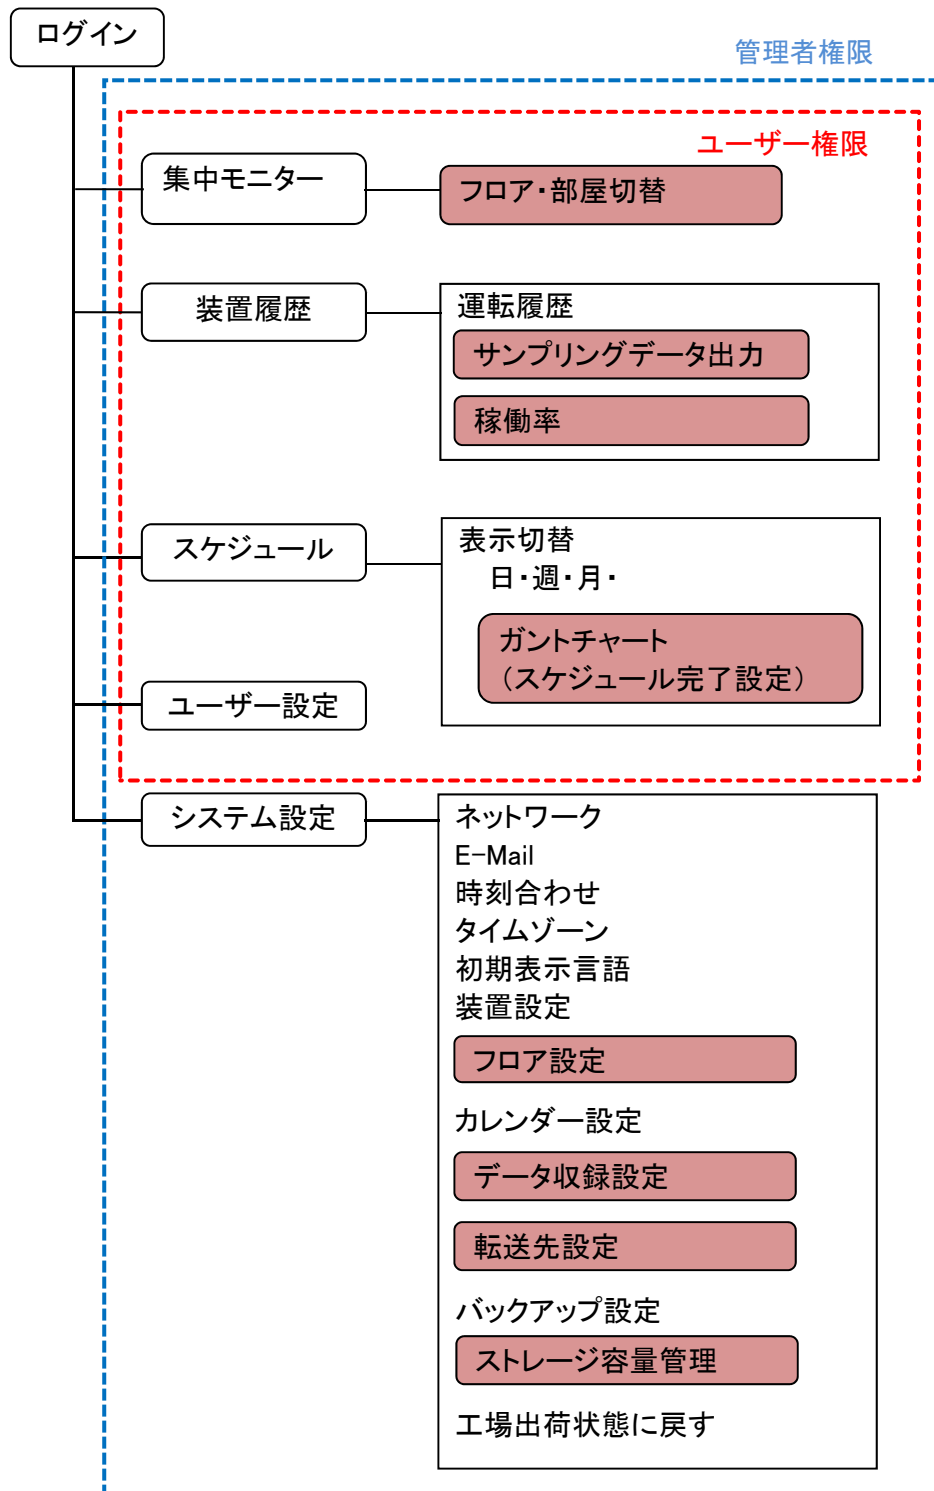 ログイン
管理者権限
ユーザー権限
集中モニター
フロア・部屋切替
装置履歴
運転履歴
サンプリングデータ出力
稼働率
スケジュール
表示切替
日・週・月・
ガントチャート
（スケジュール完了設定）
ユーザー設定
システム設定
ネットワーク
E-Mail
時刻合わせ
タイムゾーン
初期表示言語
装置設定
フロア設定
カレンダー設定
データ収録設定
転送先設定
バックアップ設定
ストレージ容量管理
工場出荷状態に戻す